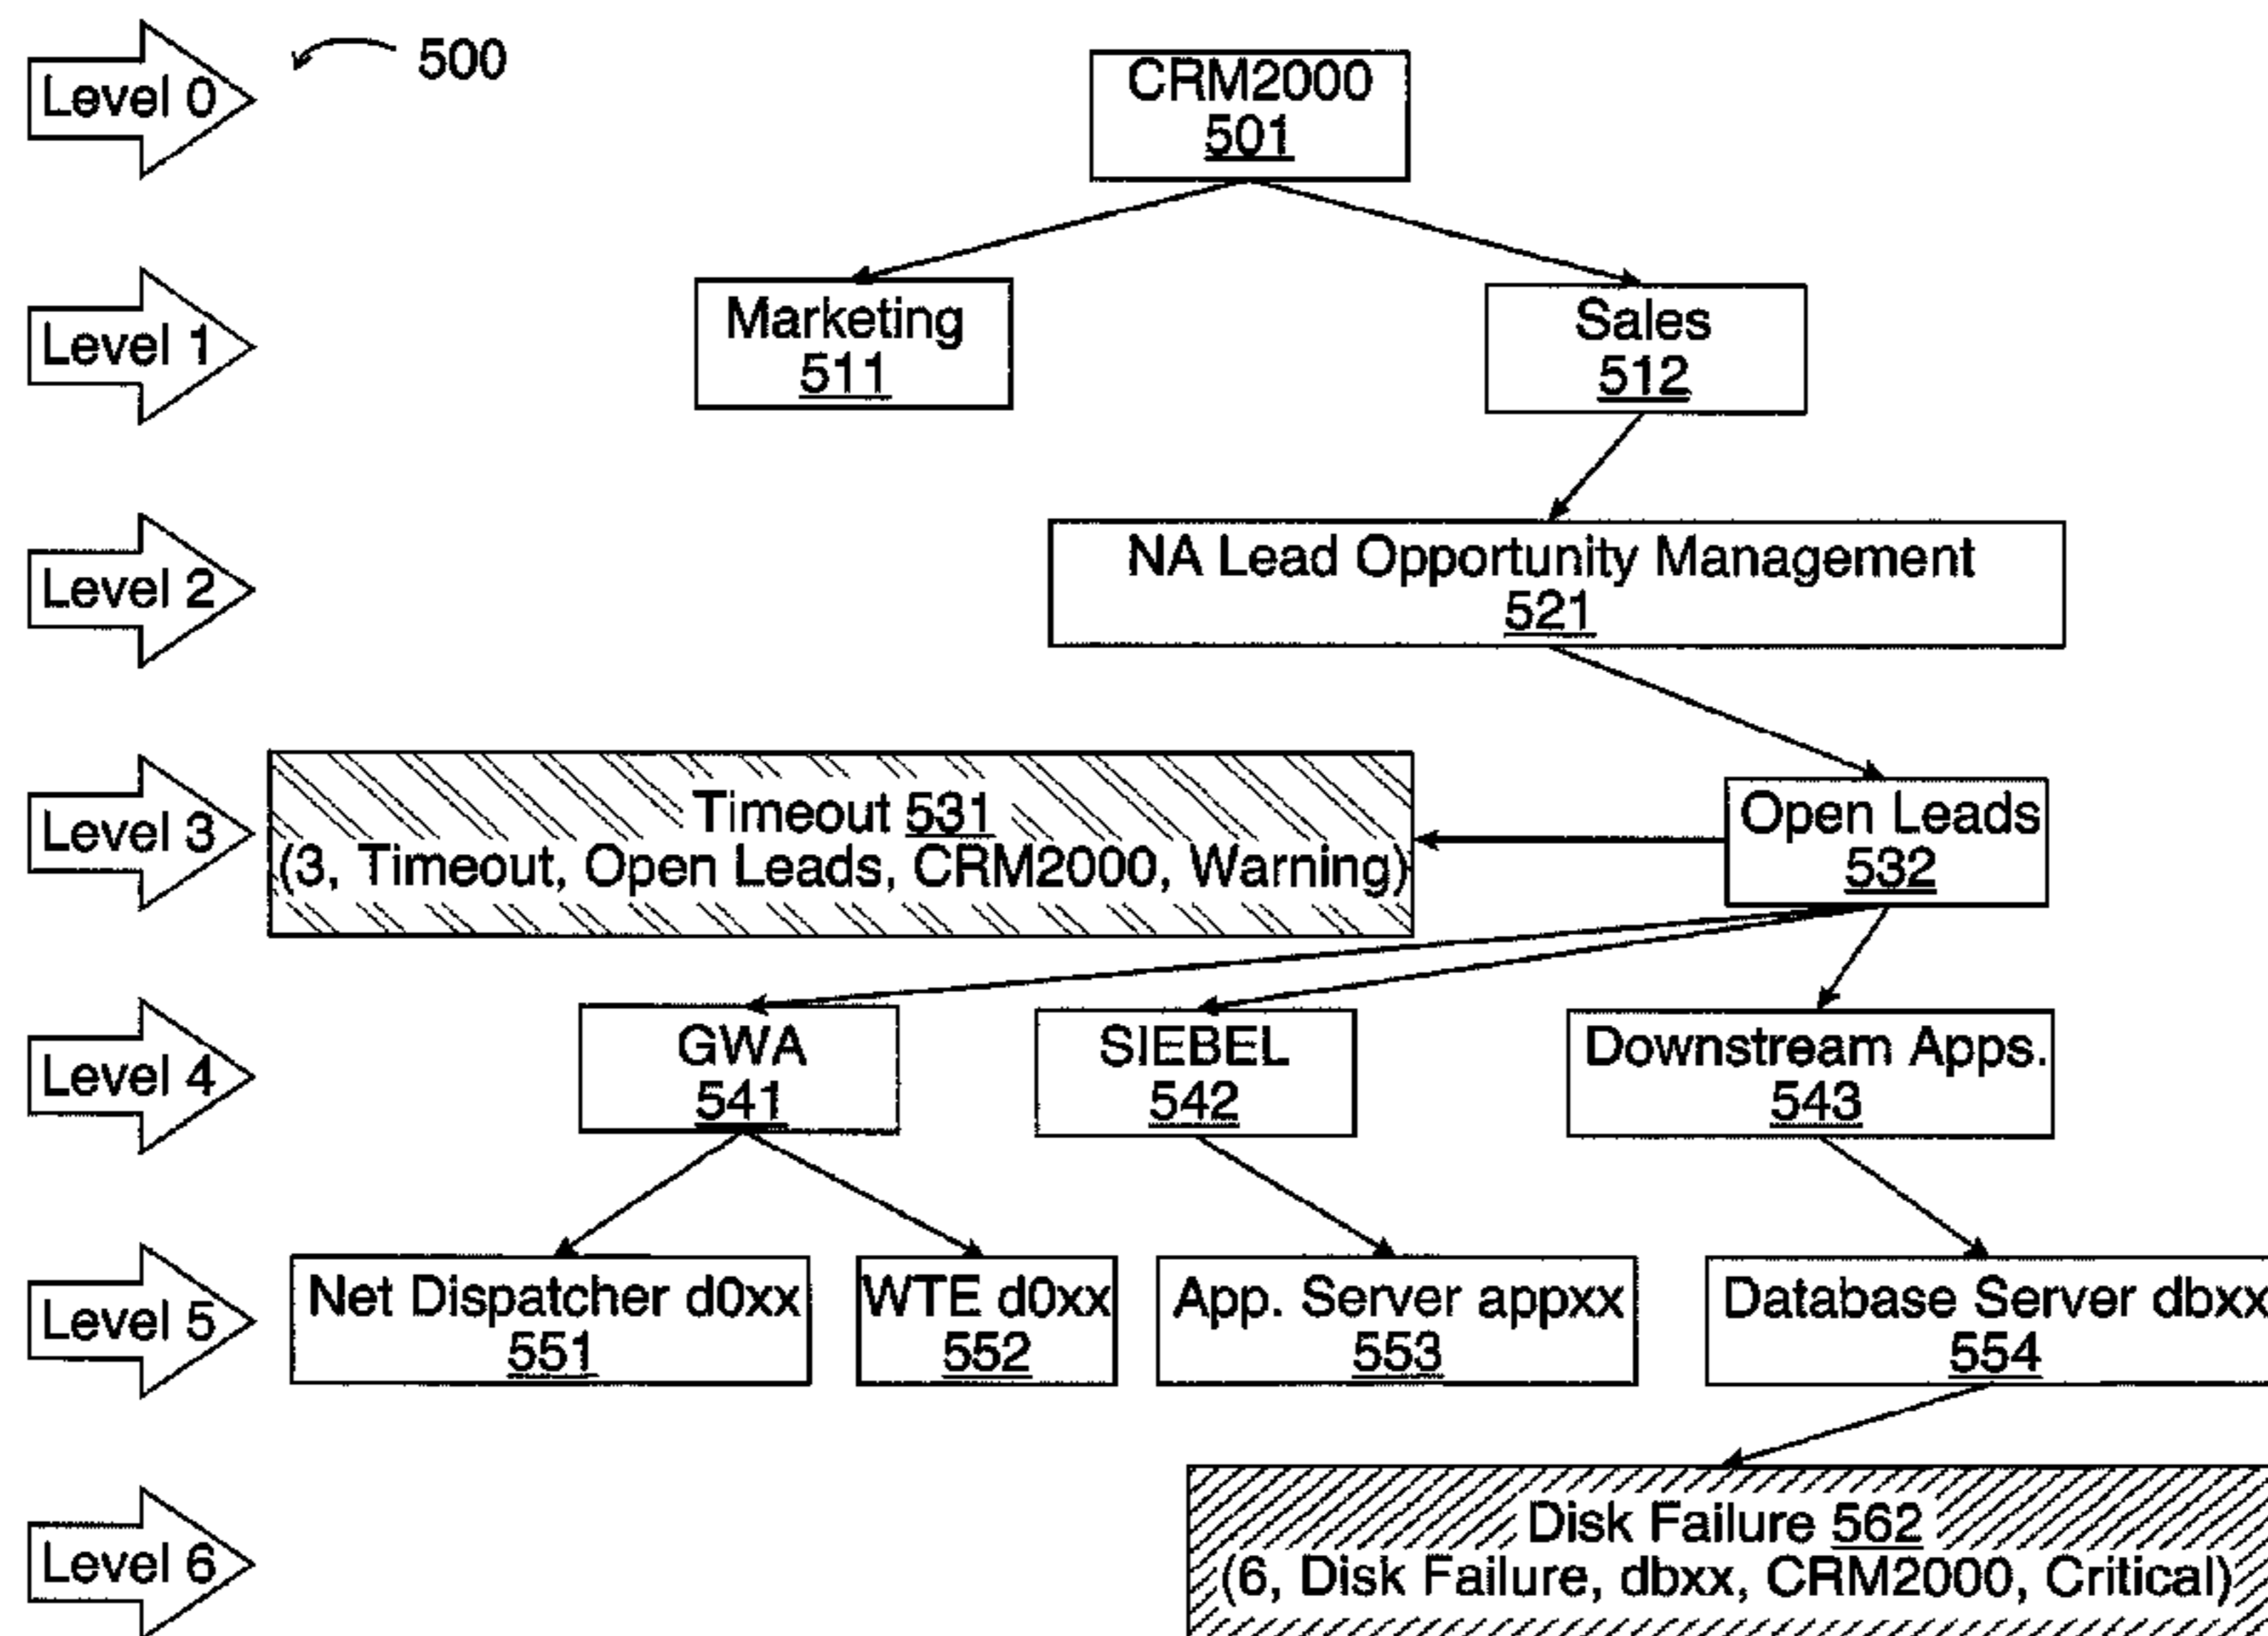 Level 0
500
CRM2000
501
Level 1
Marketing
511
Sales
512
Level 2
NA Lead Opportunity Management
521
Level 3
Timeout 531
(3, Timeout, Open Leads, CRM2000, Warning)
Open Leads
532
Level 4
GWA
541
SIEBEL
542
Downstream Apps.
543
Level 5
Net Dispatcher d0xx
551
WTE d0xx
552
App. Server appxx
553
Database Server dbxx
554
Level 6
Disk Failure 562
(6, Disk Failure, dbxx, CRM2000, Critical)